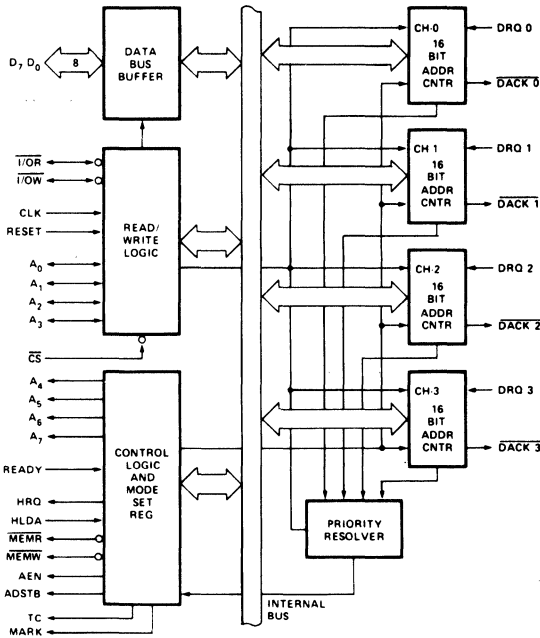 D7 D0
8
DATA
BUS
BUFFER
I/OR
I/OW
CLK
RESET
A0
A1
A2
A3
CS
READ/
WRITE
LOGIC
A4
A5
A6
A7
READY
HRQ
HLDA
MEMR
MEMW
AEN
ADSTB
TC
MARK
CONTROL
LOGIC
AND
MODE
SET
REG
INTERNAL
BUS
CH-0
16
BIT
ADDR
CNTR
DRQ 0
DACK 0
CH 1
16
BIT
ADDR
CNTR
DRQ 1
DACK 1
CH-2
16
BIT
ADDR
CNTR
DRQ 2
DACK 2
CH-3
16
BIT
ADDR
CNTR
DRQ 3
DACK 3
PRIORITY
RESOLVER